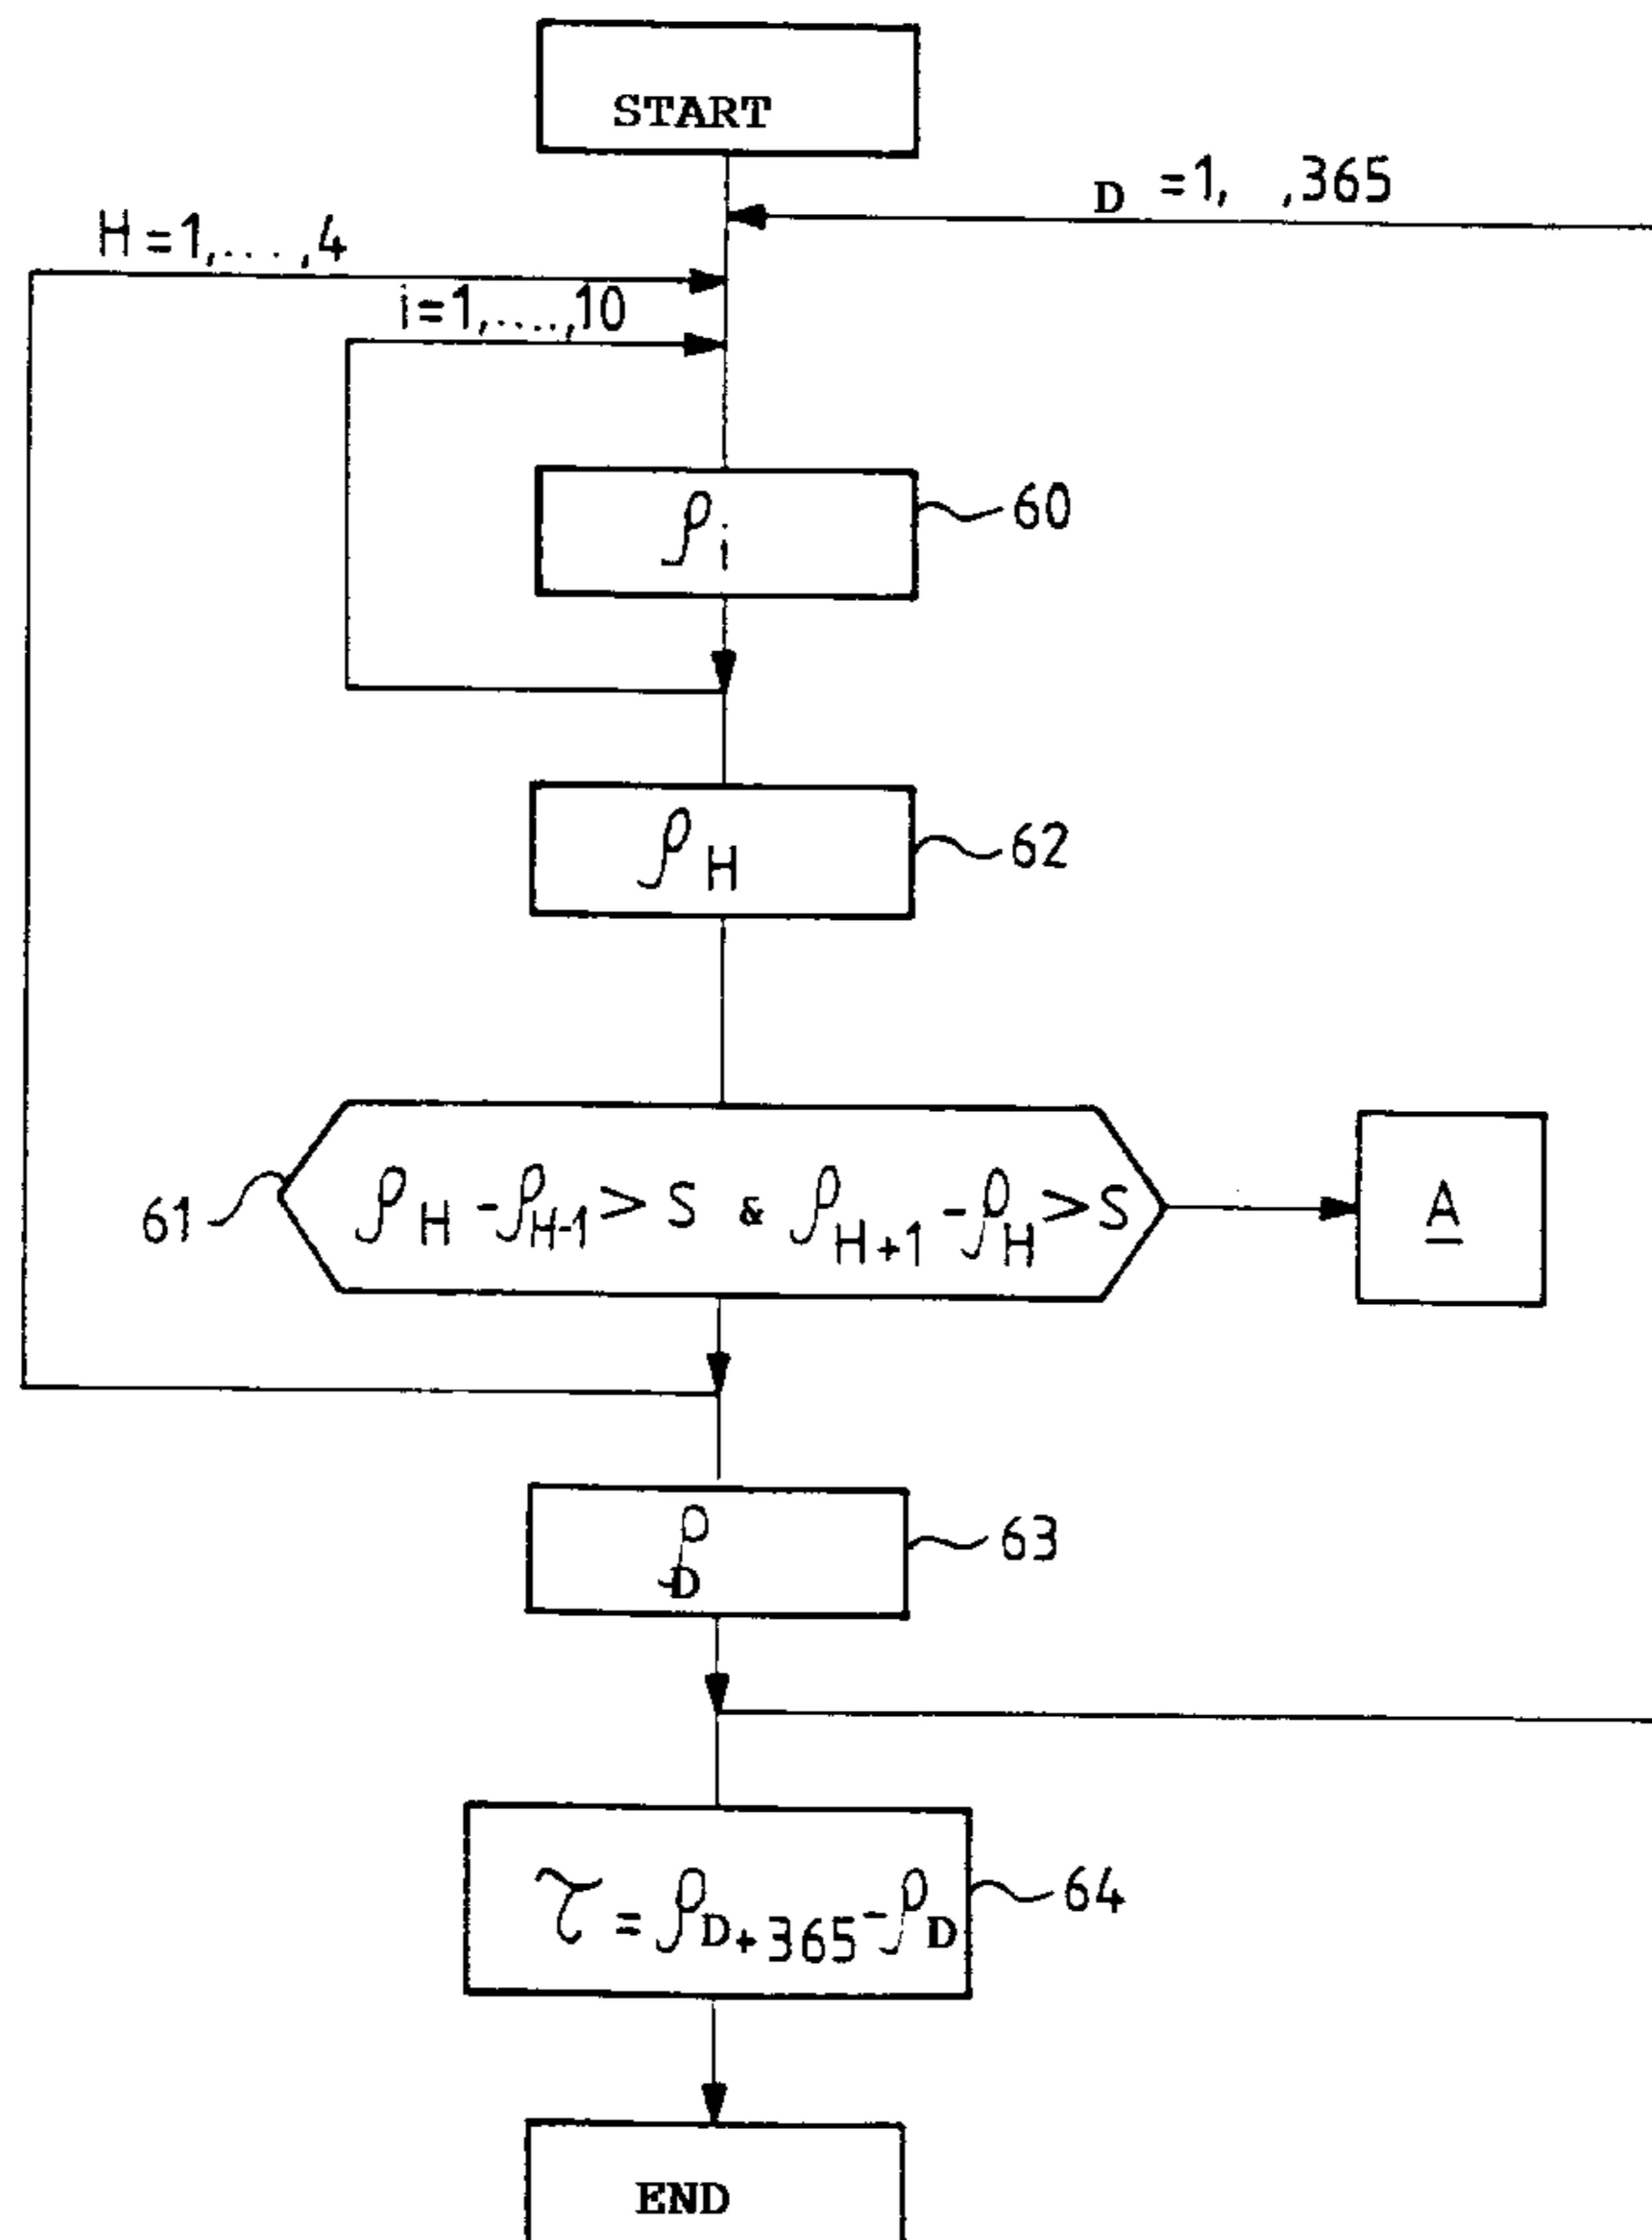 START
D =1, ,365
H=1,...,4
i=1,....,10
ρi
60
ρH
62
61
ρH -ρH-1> S & ρH+1 -ρH >S
A
ρD
63
τ = ρD+365-ρD
64
END